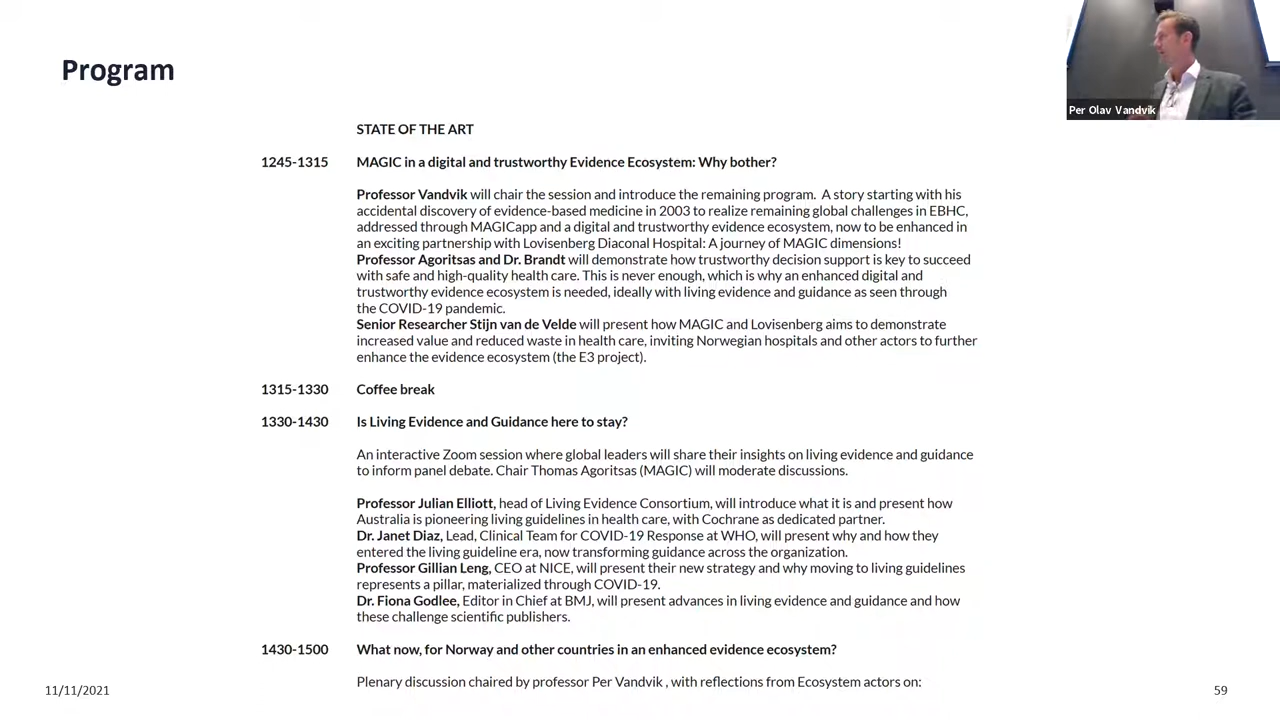 Program
Per Olav Vandvik
STATE OF THE ART
1245-1315 MAGIC in a digital and trustworthy Evidence Ecosystem: Why bother?
Professor Vandvik will chair the session and introduce the remaining program. A story starting with his
accidental discovery of evidence-based medicine in 2003 to realize remaining global challenges in EBHC,
addressed through MAGICapp and a digital and trustworthy evidence ecosystem, now to be enhanced in
an exciting partnership with Lovisenberg Diaconal Hospital: A journey of MAGIC dimensions!
Professor Agoritsas and Dr. Brandt will demonstrate how trustworthy decision support is key to succeed
with safe and high-quality health care. This is never enough, which is why an enhanced digital and
trustworthy evidence ecosystem is needed, ideally with living evidence and guidance as seen through
the COVID-19 pandemic.
Senior Researcher Stijn van de Velde will present how MAGIC and Lovisenberg aims to demonstrate
increased value and reduced waste in health care, inviting Norwegian hospitals and other actors to further
enhance the evidence ecosystem (the E3 project).
1315-1330 Coffee break
1330-1430 Is Living Evidence and Guidance here to stay?
An interactive Zoom session where global leaders will share their insights on living evidence and guidance
to inform panel debate. Chair Thomas Agoritsas (MAGIC) will moderate discussions.
Professor Julian Elliott, head of Living Evidence Consortium, will introduce what it is and present how
Australia is pioneering living guidelines in health care, with Cochrane as dedicated partner.
Dr. Janet Diaz, Lead, Clinical Team for COVID-19 Response at WHO, will present why and how they
entered the living guideline era, now transforming guidance across the organization.
Professor Gillian Leng, CEO at NICE, will present their new strategy and why moving to living guidelines
represents a pillar, materialized through COVID-19.
Dr. Fiona Godlee, Editor in Chief at BMJ, will present advances in living evidence and guidance and how
these challenge scientific publishers.
1430-1500 What now, for Norway and other countries in an enhanced evidence ecosystem?
Plenary discussion chaired by professor Per Vandvik , with reflections from Ecosystem actors on:
11/11/2021
59